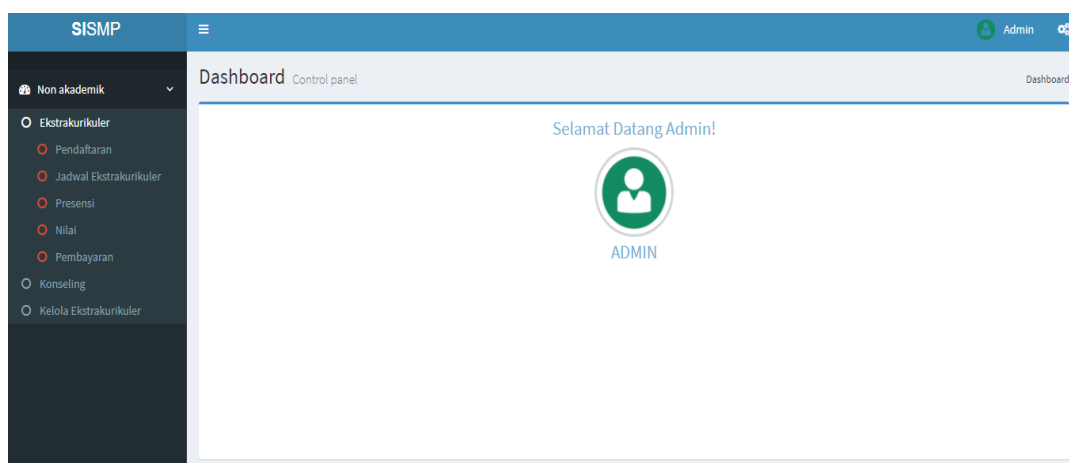 SISMP
Admin
Non akademik
Ekstrakurikuler
Pendaftaran
Jadwal Ekstrakurikuler
Presensi
Nilai
Pembayaran
Konseling
Kelola Ekstrakurikuler
Dashboard Control panel
Dashboard
Selamat Datang Admin!
ADMIN